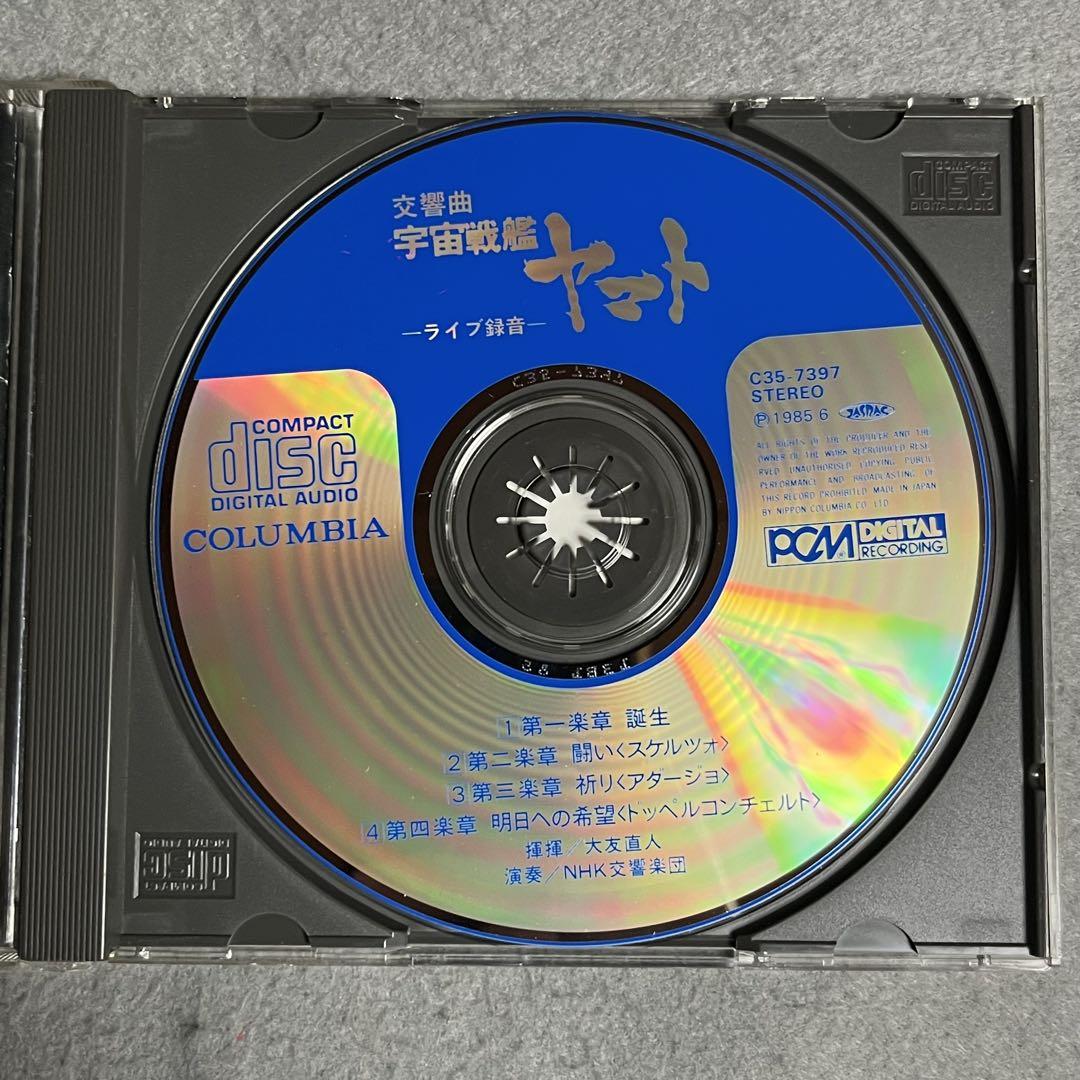 交響曲
宇宙戦艦
ヤマト
―ライブ録音―
C35-7397
STEREO
Ⓟ1985 6 JASRAC
ALL RIGHTS OF THE PRODUCER AND THE
OWNER OF THE WORK REPRODUCED RESE
RVED UNAUTHORISED COPYING PUBLIC
PERFORMANCE AND BROADCASTING OF
THIS RECORD PROHIBITED MADE IN JAPAN
BY NIPPON COLUMBIA CO. LTD.
PCM DIGITAL
RECORDING
COMPACT
disc
DIGITAL AUDIO
COLUMBIA
1 第一楽章 誕生
2 第二楽章 闘い〈スケルツォ〉
3 第三楽章 祈り〈アダージョ〉
4 第四楽章 明日への希望〈ドッペルコンチェルト〉
揮揮/大友直人
演奏/NHK交響楽団
COMPACT
disc
DIGITAL AUDIO
COMPACT
disc
DIGITAL AUDIO